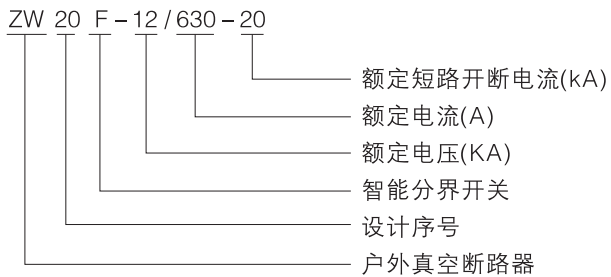 ZW 20 F - 12 / 630 - 20
额定短路开断电流(kA)
额定电流(A)
额定电压(KA)
智能分界开关
设计序号
户外真空断路器